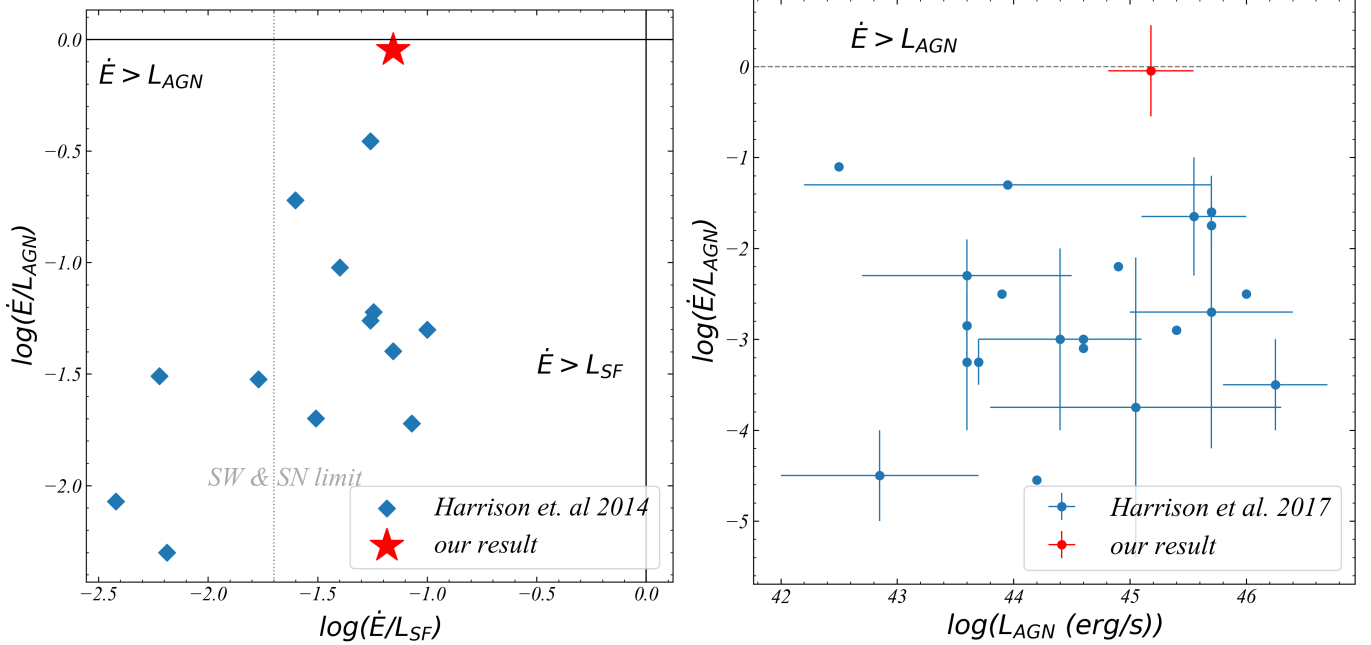 0.0
−0.5
−1.0
−1.5
−2.0
−2.5
−2.0
−1.5
−1.0
−0.5
0.0
log(Ė/L_AGN)
log(Ė/L_SF)
Ė > L_AGN
Ė > L_SF
SW & SN limit
Harrison et. al 2014
our result
0
−1
−2
−3
−4
−5
42
43
44
45
46
log(Ė/L_AGN)
log(L_AGN (erg/s))
Ė > L_AGN
Harrison et al. 2017
our result